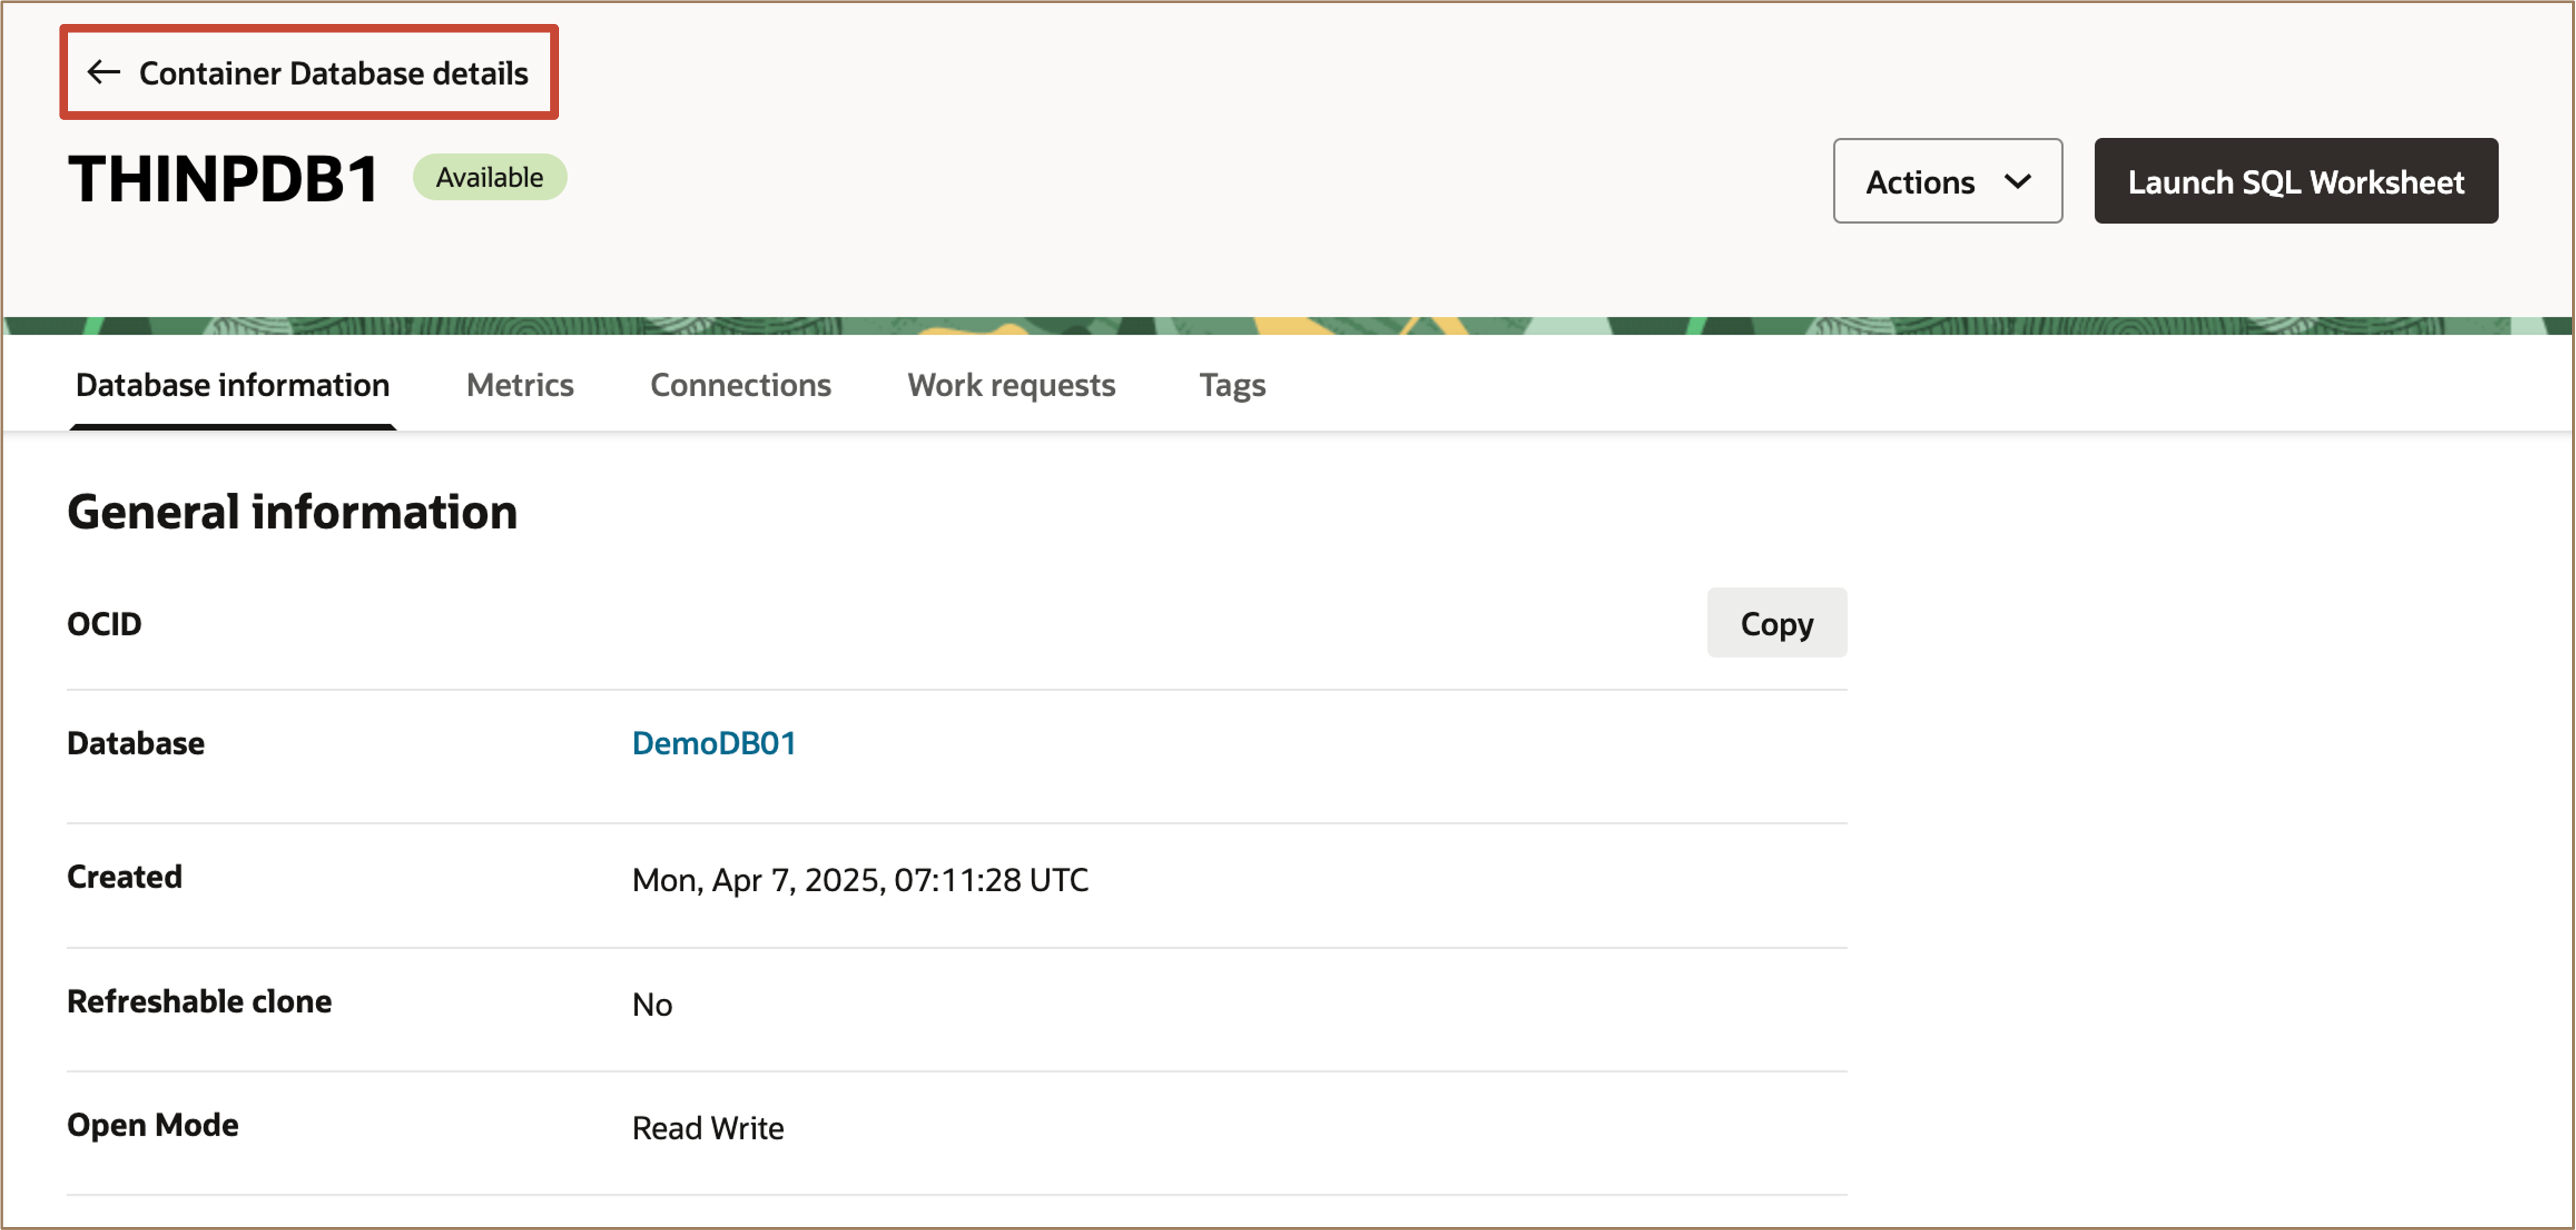 Container Database details
THINPDB1 Available
Actions Launch SQL Worksheet
Database information Metrics Connections Work requests Tags
General information
OCID Copy
Database DemoDB01
Created Mon, Apr 7, 2025, 07:11:28 UTC
Refreshable clone No
Open Mode Read Write